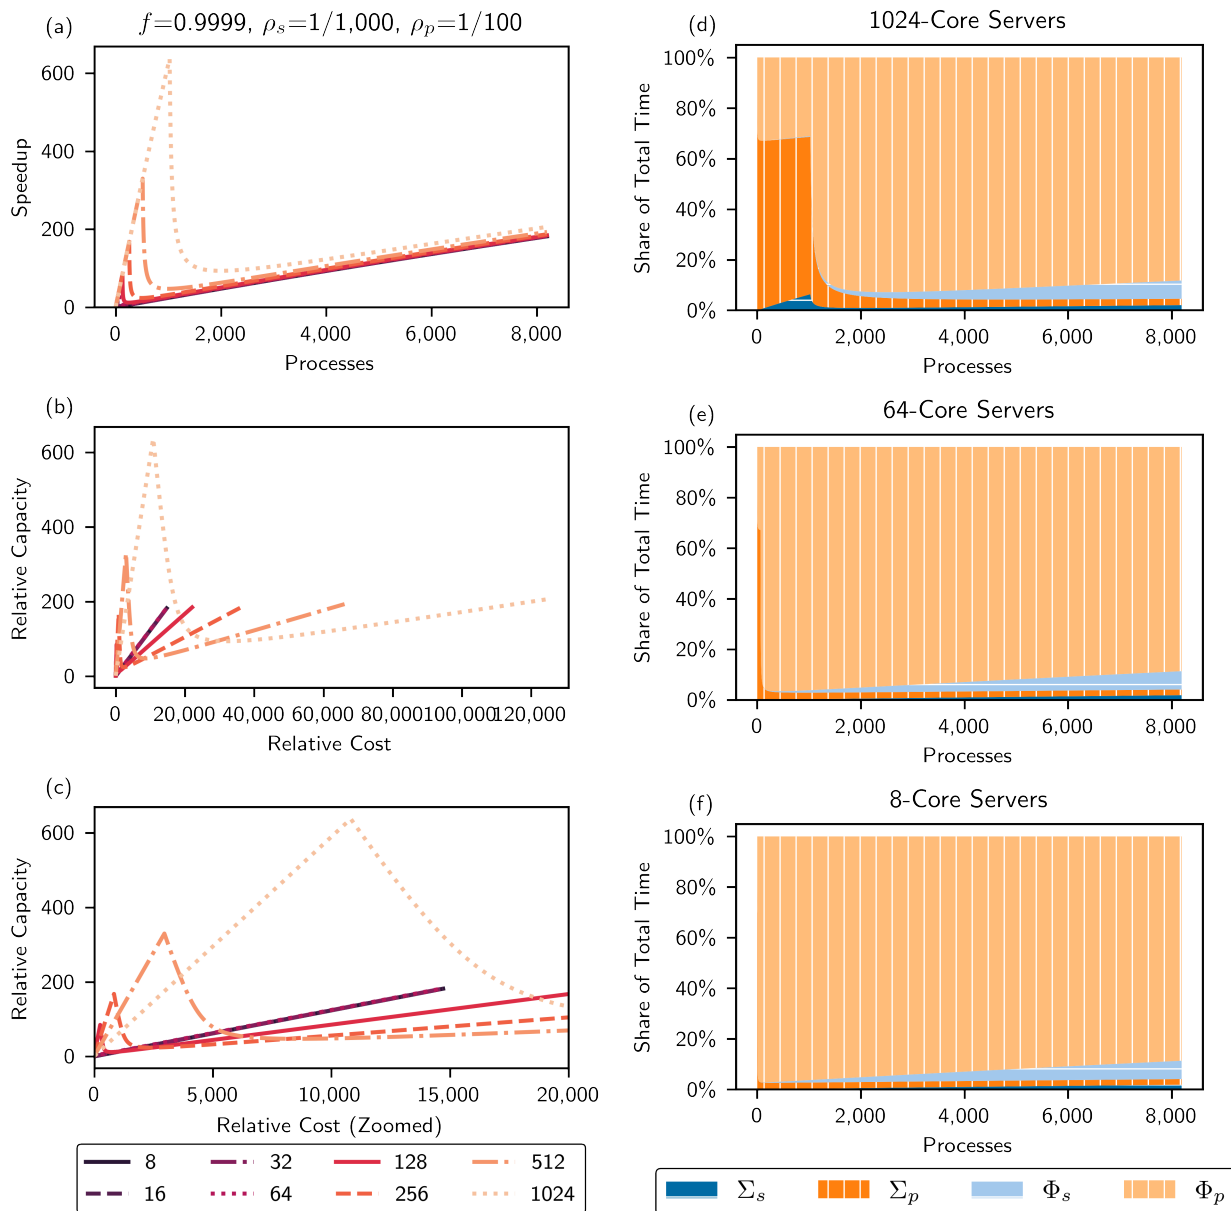 (a)
f=0.9999, ρs=1/1,000, ρp=1/100
600
400
200
0
Speedup
0 2,000 4,000 6,000 8,000
Processes
(b)
600
400
200
0
Relative Capacity
0 20,000 40,000 60,000 80,000 100,000 120,000
Relative Cost
(c)
600
400
200
0
Relative Capacity
0 5,000 10,000 15,000 20,000
Relative Cost (Zoomed)
8 32 128 512
16 64 256 1024
(d)
1024-Core Servers
100%
80%
60%
40%
20%
0%
Share of Total Time
0 2,000 4,000 6,000 8,000
Processes
(e)
64-Core Servers
100%
80%
60%
40%
20%
0%
Share of Total Time
0 2,000 4,000 6,000 8,000
Processes
(f)
8-Core Servers
100%
80%
60%
40%
20%
0%
Share of Total Time
0 2,000 4,000 6,000 8,000
Processes
Σs Σp Φs Φp